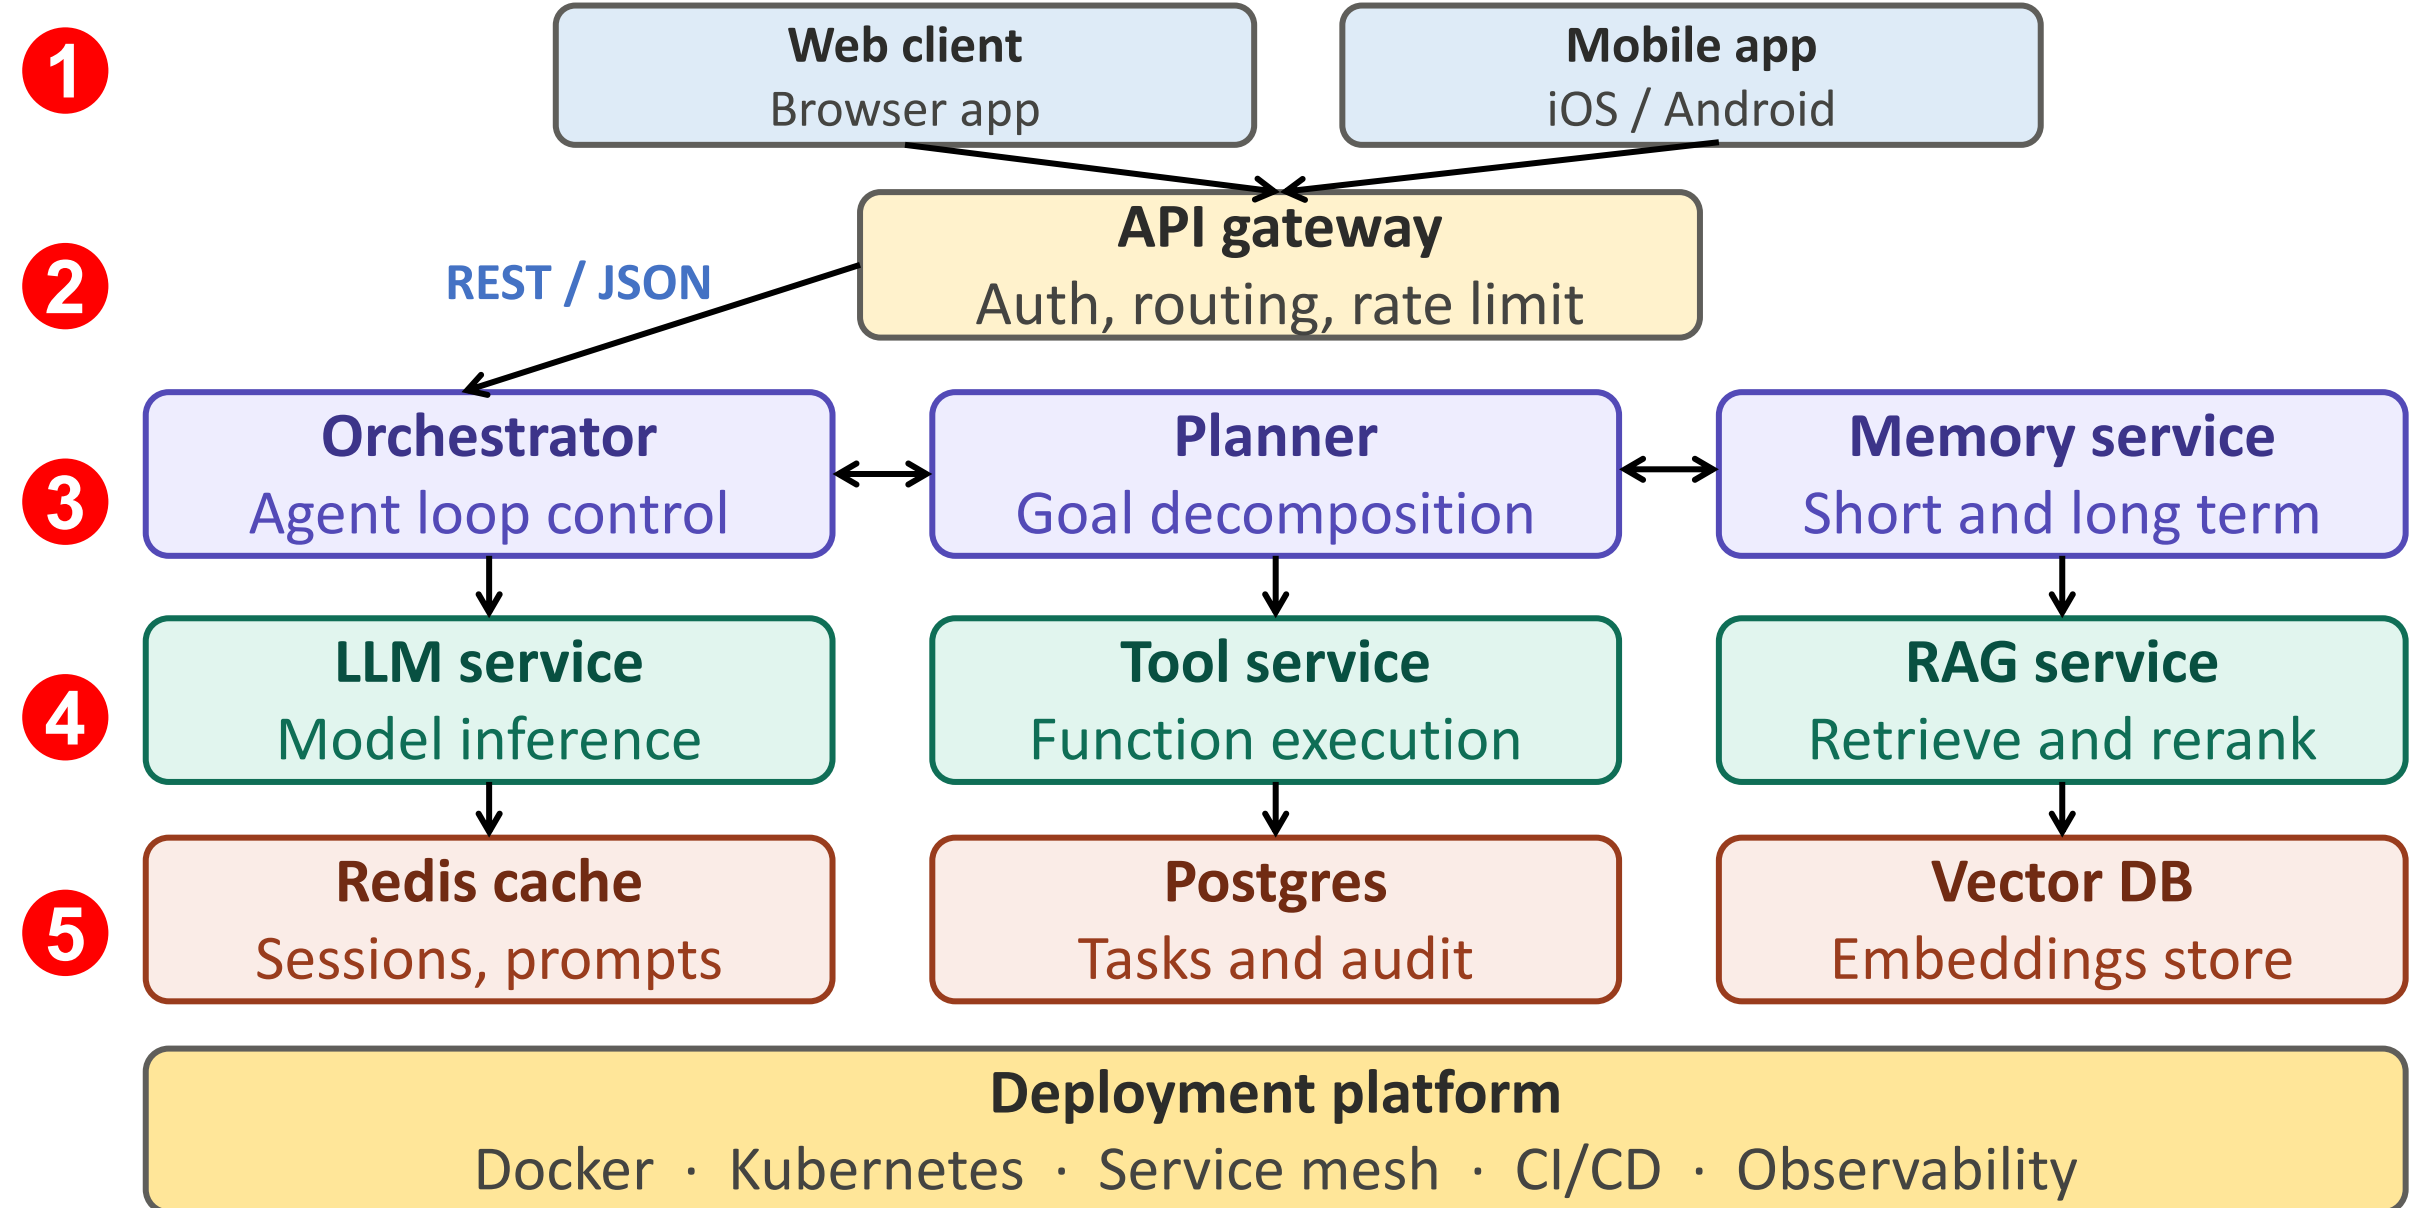 1
Web client
Browser app
Mobile app
iOS / Android
2
REST / JSON
API gateway
Auth, routing, rate limit
3
Orchestrator
Agent loop control
Planner
Goal decomposition
Memory service
Short and long term
4
LLM service
Model inference
Tool service
Function execution
RAG service
Retrieve and rerank
5
Redis cache
Sessions, prompts
Postgres
Tasks and audit
Vector DB
Embeddings store
Deployment platform
Docker · Kubernetes · Service mesh · CI/CD · Observability